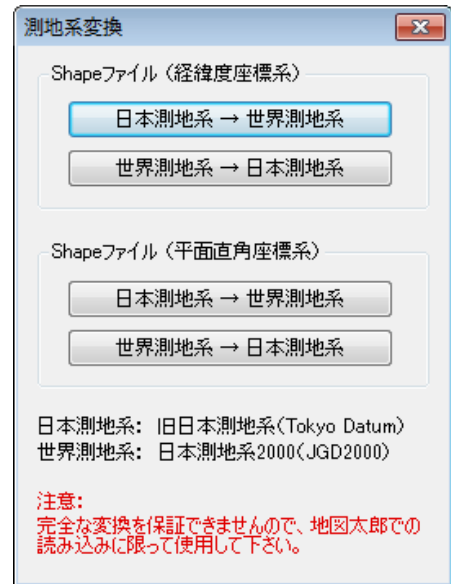 測地系変換
Shapeファイル（経緯度座標系）
日本測地系 → 世界測地系
世界測地系 → 日本測地系
Shapeファイル（平面直角座標系）
日本測地系 → 世界測地系
世界測地系 → 日本測地系
日本測地系： 旧日本測地系(Tokyo Datum)
世界測地系： 日本測地系2000(JGD2000)
注意：
完全な変換を保証できませんので、地図太郎での
読み込みに限って使用して下さい。